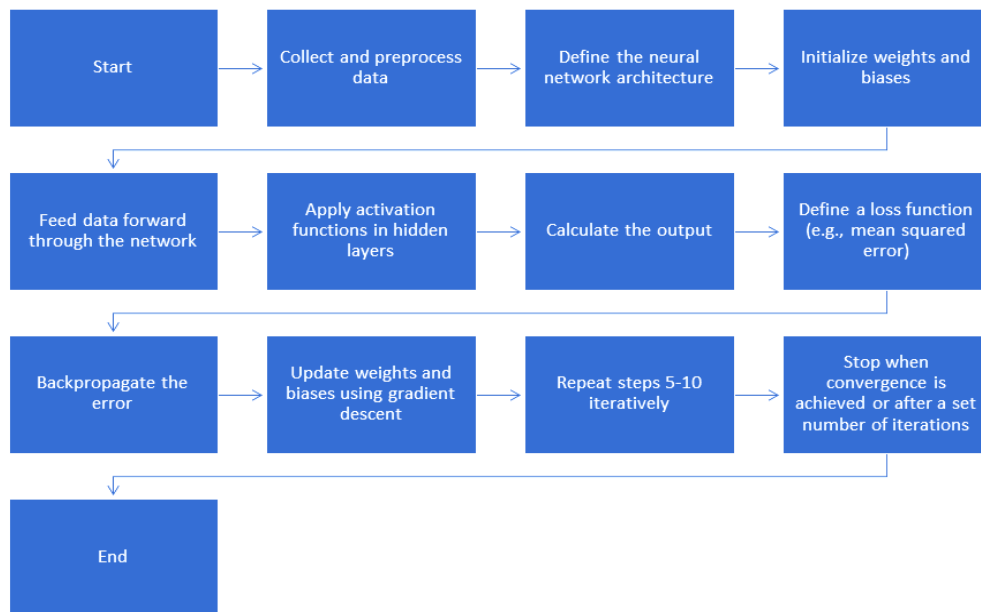 Start
Collect and preprocess
data
Define the neural
network architecture
Initialize weights and
biases
Feed data forward
through the network
Apply activation
functions in hidden
layers
Calculate the output
Define a loss function
(e.g., mean squared
error)
Backpropagate the
error
Update weights and
biases using gradient
descent
Repeat steps 5-10
iteratively
Stop when
convergence is
achieved or after a set
number of iterations
End